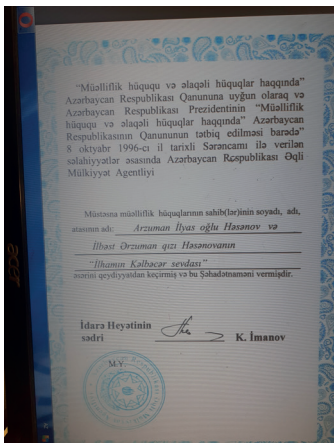 "Müəlliflik hüququ və əlaqəli hüquqlar haqqında"
Azərbaycan Respublikası Qanununa uyğun olaraq və
Azərbaycan Respublikası Prezidentinin "Müəlliflik
hüququ və əlaqəli hüquqlar haqqında" Azərbaycan
Respublikasının Qanununun tətbiq edilməsi barədə"
8 oktyabr 1996-cı il tarixli Sərəncamı ilə verilən
səlahiyyətlər əsasında Azərbaycan Respublikası Əqli
Mülkiyyət Agentliyi
Müstəsna müəlliflik hüquqlarının sahib(lər)inin soyadı, adı,
atasının adı: Arzuman İlyas oğlu Həsənov və
İlbəst Ərzuman qızı Həsənovanın
"İlhamın Kəlbəcər sevdası"
əsərini qeydiyyatdan keçirmiş və bu Şəhadətnaməni vermişdir.
İdarə Heyətinin
sədri K. İmanov
M.Y.
acer